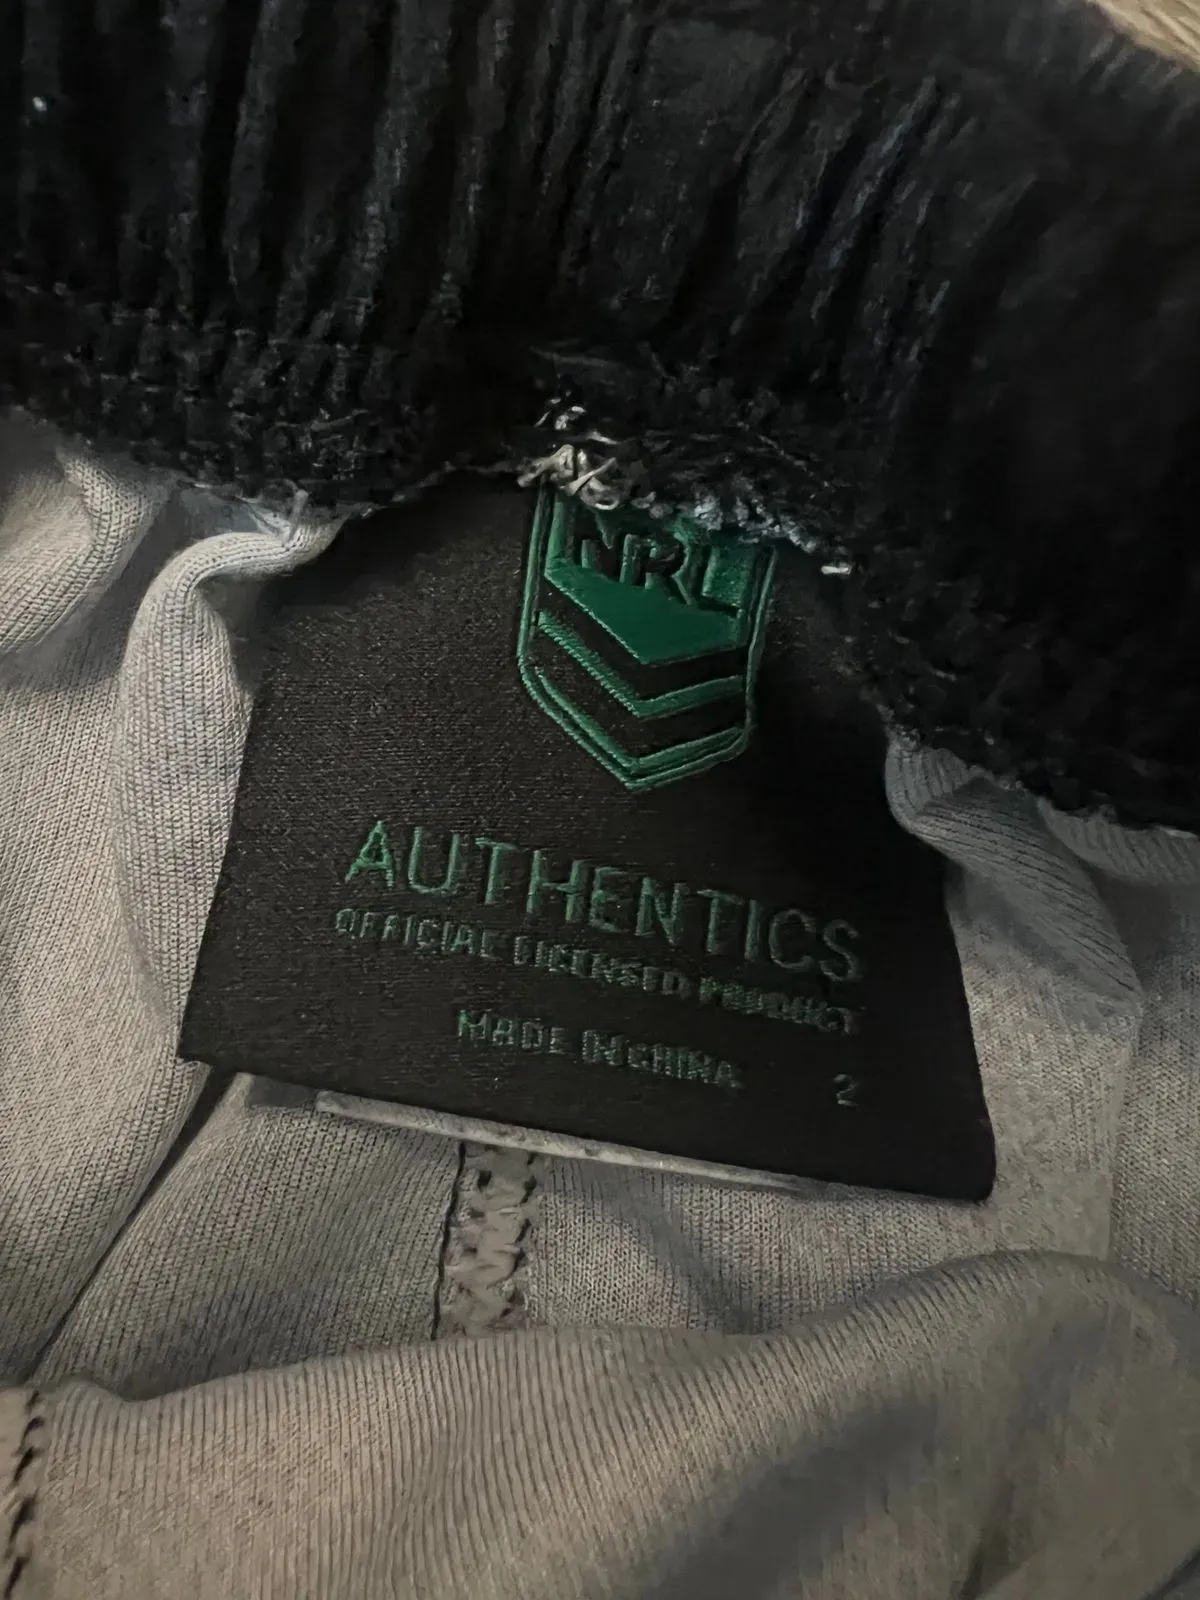 NRL
AUTHENTICS
OFFICIAL LICENSED PRODUCT
MADE IN CHINA
2